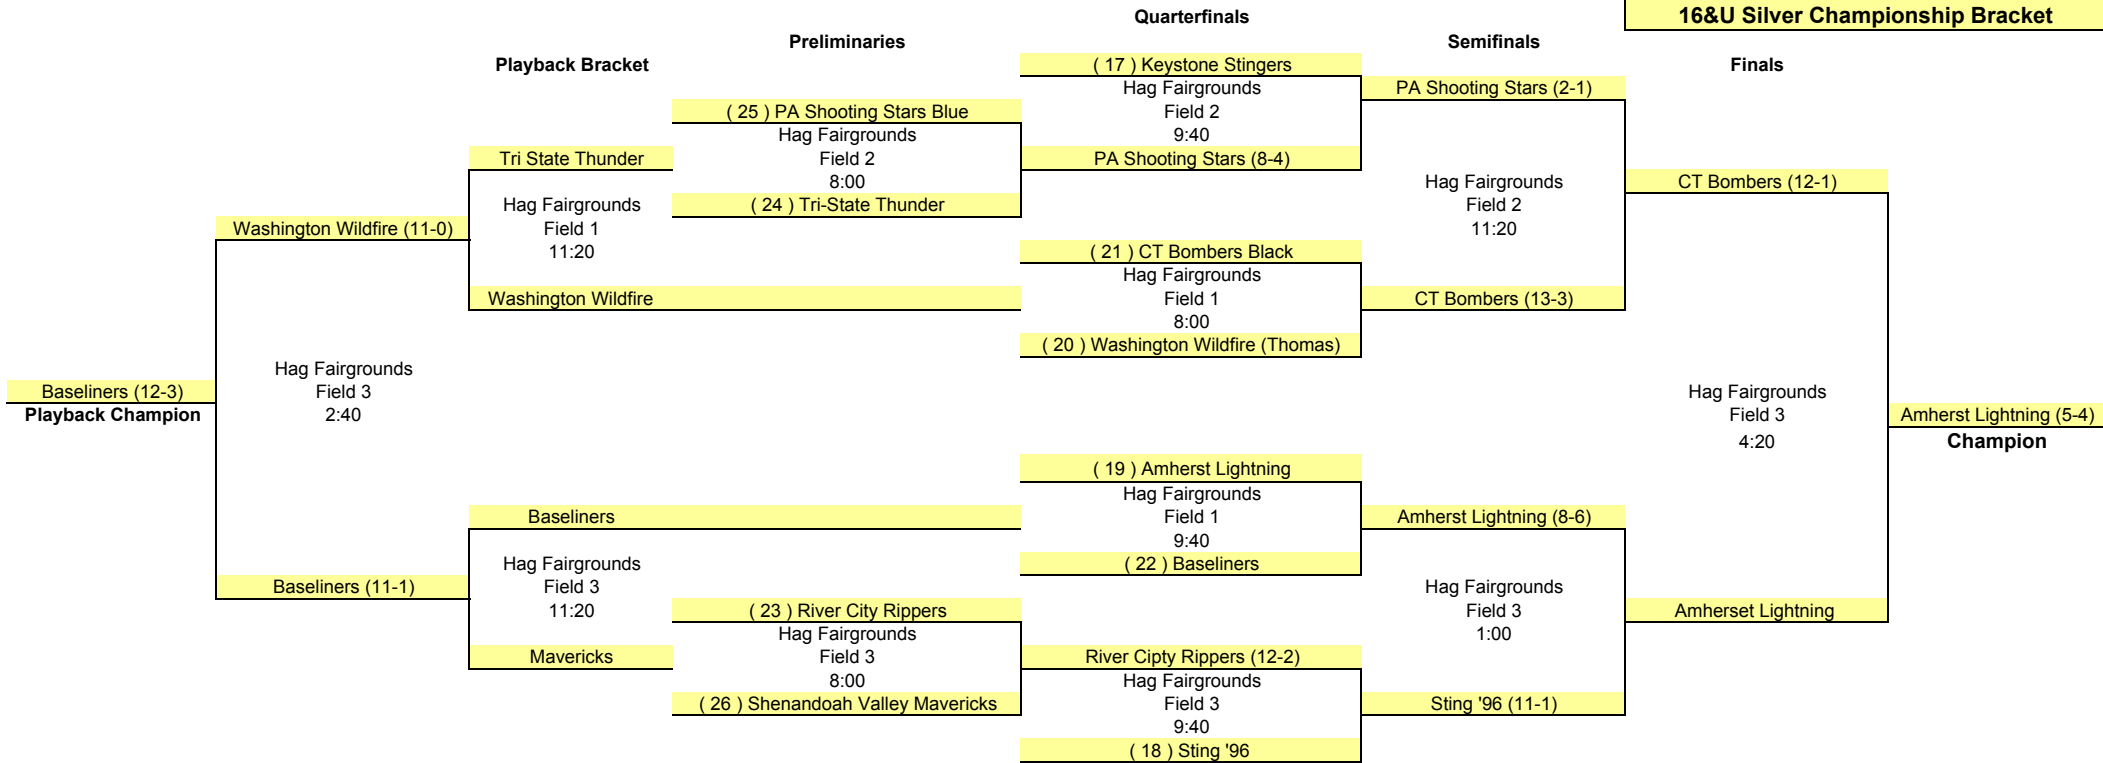 16&U Silver Championship Bracket
Quarterfinals
Preliminaries
Semifinals
Playback Bracket
Finals
( 17 ) Keystone Stingers
Hag Fairgrounds
Field 2
9:40
PA Shooting Stars (8-4)
PA Shooting Stars (2-1)
( 25 ) PA Shooting Stars Blue
Hag Fairgrounds
Field 2
8:00
( 24 ) Tri-State Thunder
Tri State Thunder
Hag Fairgrounds
Field 1
11:20
Washington Wildfire
Washington Wildfire (11-0)
( 21 ) CT Bombers Black
Hag Fairgrounds
Field 1
8:00
( 20 ) Washington Wildfire (Thomas)
Hag Fairgrounds
Field 2
11:20
CT Bombers (13-3)
CT Bombers (12-1)
Hag Fairgrounds
Field 3
2:40
Baseliners (12-3)
Playback Champion
Hag Fairgrounds
Field 3
4:20
Amherst Lightning (5-4)
Champion
( 19 ) Amherst Lightning
Hag Fairgrounds
Field 1
9:40
( 22 ) Baseliners
Baseliners
Hag Fairgrounds
Field 3
11:20
Mavericks
Baseliners (11-1)
Amherst Lightning (8-6)
Hag Fairgrounds
Field 3
1:00
Sting '96 (11-1)
Amherset Lightning
( 23 ) River City Rippers
Hag Fairgrounds
Field 3
8:00
( 26 ) Shenandoah Valley Mavericks
River Cipty Rippers (12-2)
Hag Fairgrounds
Field 3
9:40
( 18 ) Sting '96